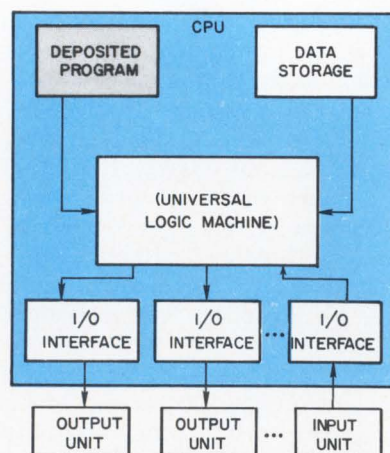 CPU
DEPOSITED
PROGRAM
DATA
STORAGE
(UNIVERSAL
LOGIC MACHINE)
I/O
INTERFACE
I/O
INTERFACE
...
I/O
INTERFACE
OUTPUT
UNIT
OUTPUT
UNIT
...
INPUT
UNIT